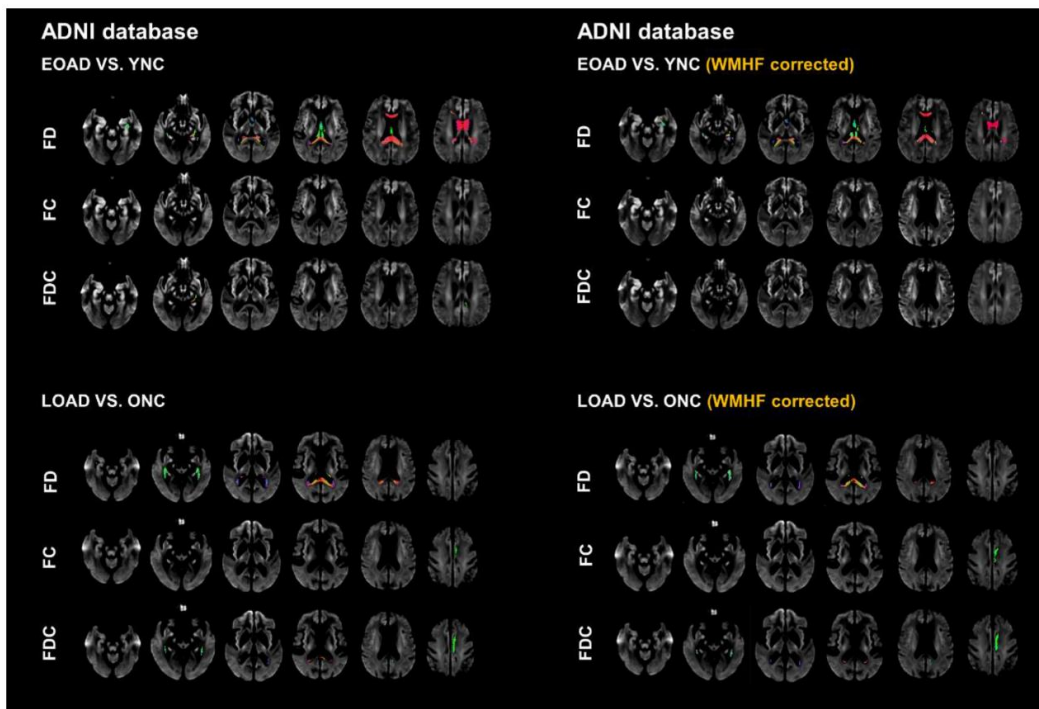 ADNI database
EOAD VS. YNC
FD
FC
FDC
ADNI database
EOAD VS. YNC (WMHF corrected)
FD
FC
FDC
LOAD VS. ONC
FD
FC
FDC
LOAD VS. ONC (WMHF corrected)
FD
FC
FDC